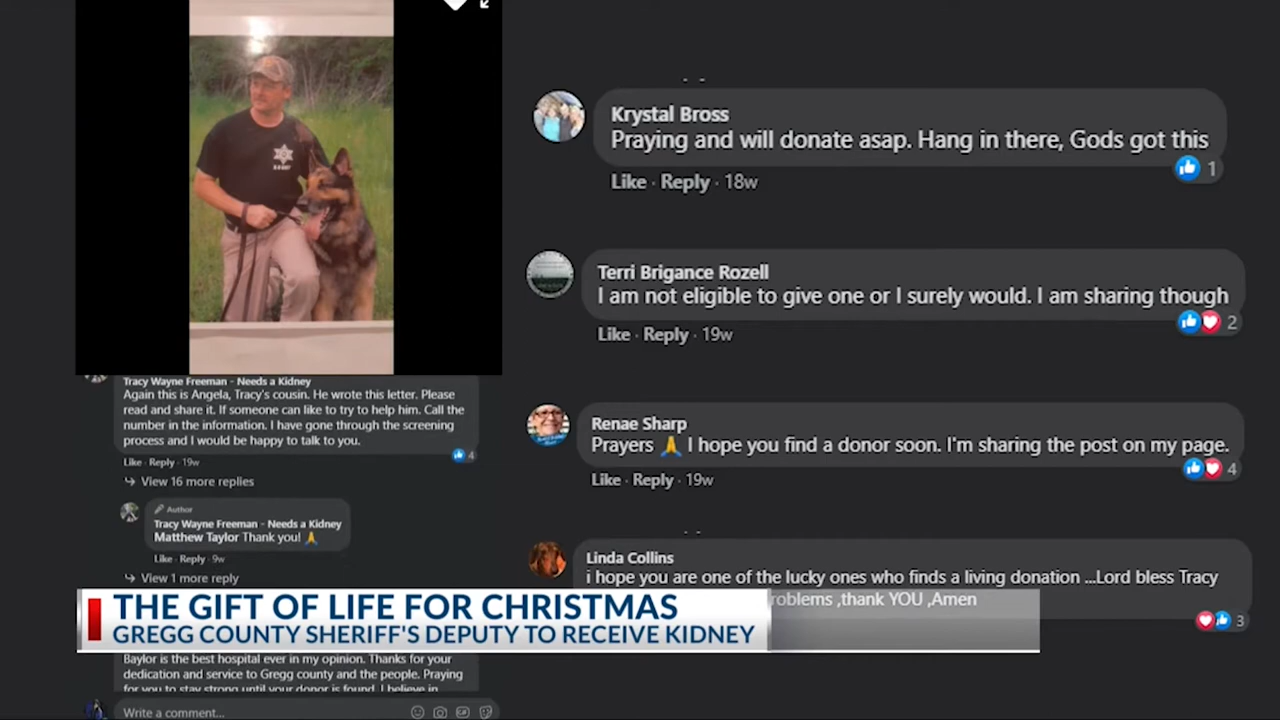 Tracy Wayne Freeman - Needs a Kidney
Again this is Angela, Tracy's cousin. He wrote this letter. Please
read and share it. If someone can like to try to help him. Call the
number in the information. I have gone through the screening
process and I would be happy to talk to you.
4
Like · Reply · 19w
View 16 more replies
Author
Tracy Wayne Freeman - Needs a Kidney
Matthew Taylor Thank you! 🙏
Like · Reply · 9w
View 1 more reply
Baylor is the best hospital ever in my opinion. Thanks for your
dedication and service to Gregg county and the people. Praying
for you to stay strong until your donor is found. I believe in
Write a comment...
Krystal Bross
Praying and will donate asap. Hang in there, Gods got this
1
Like · Reply · 18w
Terri Brigance Rozell
I am not eligible to give one or I surely would. I am sharing though
2
Like · Reply · 19w
Renae Sharp
Prayers 🙏 I hope you find a donor soon. I'm sharing the post on my page.
4
Like · Reply · 19w
Linda Collins
i hope you are one of the lucky ones who finds a living donation ...Lord bless Tracy
,thank YOU ,Amen
3
THE GIFT OF LIFE FOR CHRISTMAS
GREGG COUNTY SHERIFF'S DEPUTY TO RECEIVE KIDNEY